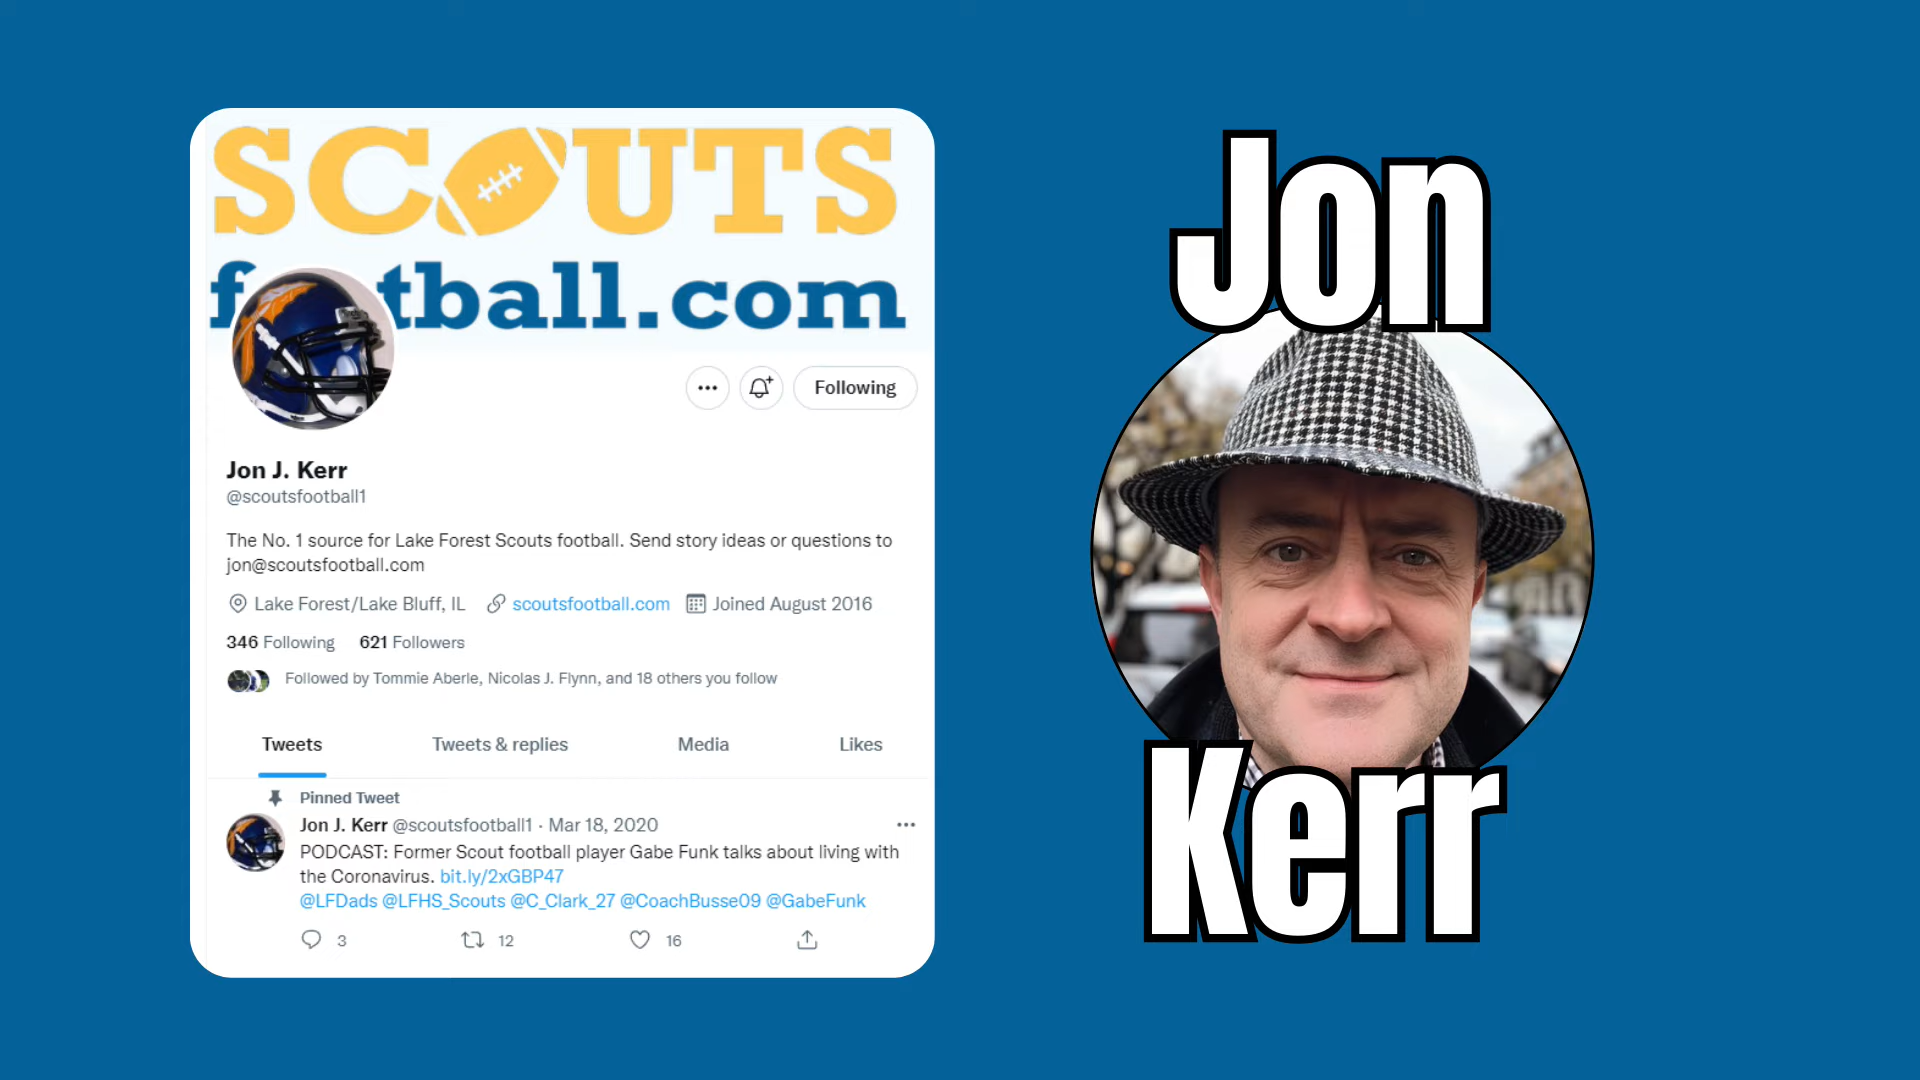 SCOUTS
football.com
Following
Jon J. Kerr
@scoutsfootball1
The No. 1 source for Lake Forest Scouts football. Send story ideas or questions to
jon@scoutsfootball.com
Lake Forest/Lake Bluff, IL scoutsfootball.com Joined August 2016
346 Following 621 Followers
Followed by Tommie Aberle, Nicolas J. Flynn, and 18 others you follow
Tweets Tweets & replies Media Likes
Pinned Tweet
Jon J. Kerr @scoutsfootball1 · Mar 18, 2020
PODCAST: Former Scout football player Gabe Funk talks about living with
the Coronavirus. bit.ly/2xGBP47
@LFDads @LFHS_Scouts @C_Clark_27 @CoachBusse09 @GabeFunk
3 12 16
Jon
Kerr